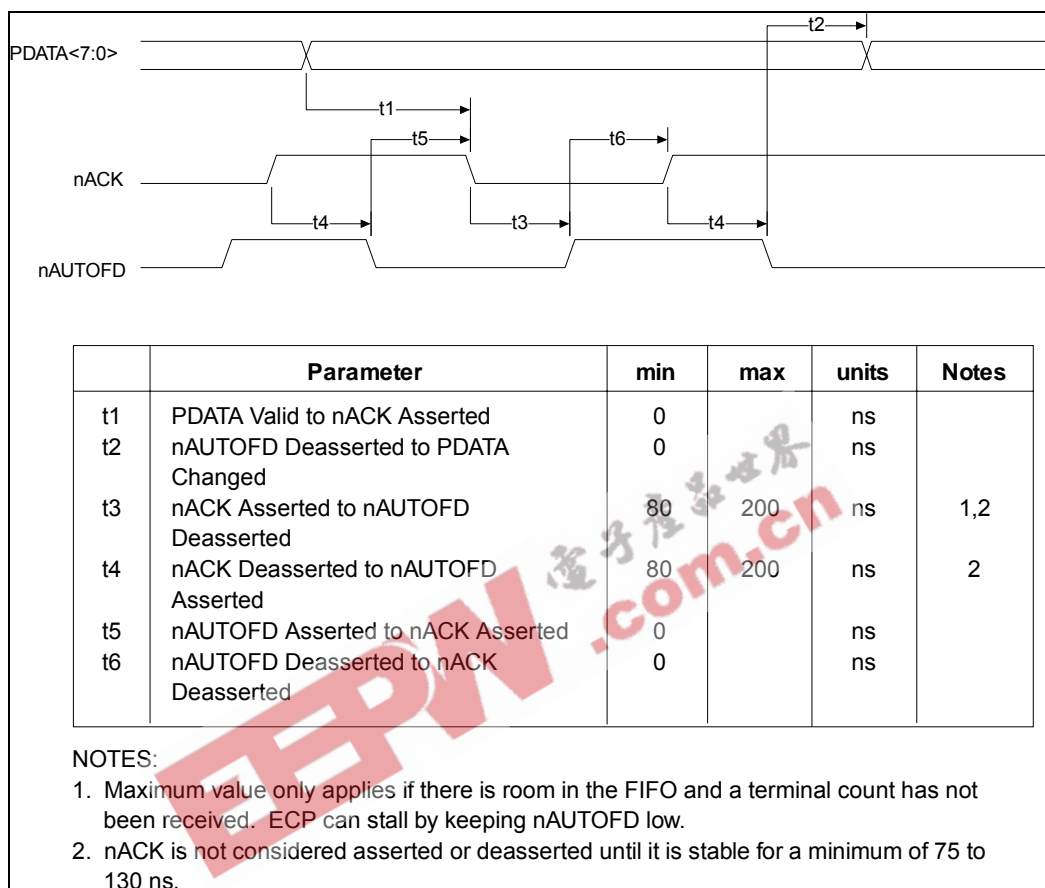 t2
PDATA<7:0>
t1
t5
t6
nACK
t4
t3
t4
nAUTOFD
Parameter min max units Notes
t1 PDATA Valid to nACK Asserted 0 ns
t2 nAUTOFD Deasserted to PDATA 0 ns
Changed
t3 nACK Asserted to nAUTOFD 80 200 ns 1,2
Deasserted
t4 nACK Deasserted to nAUTOFD 80 200 ns 2
Asserted
t5 nAUTOFD Asserted to nACK Asserted 0 ns
t6 nAUTOFD Deasserted to nACK 0 ns
Deasserted
EEPW .com.cn
電子產品世界
NOTES:
1. Maximum value only applies if there is room in the FIFO and a terminal count has not
been received. ECP can stall by keeping nAUTOFD low.
2. nACK is not considered asserted or deasserted until it is stable for a minimum of 75 to
130 ns.